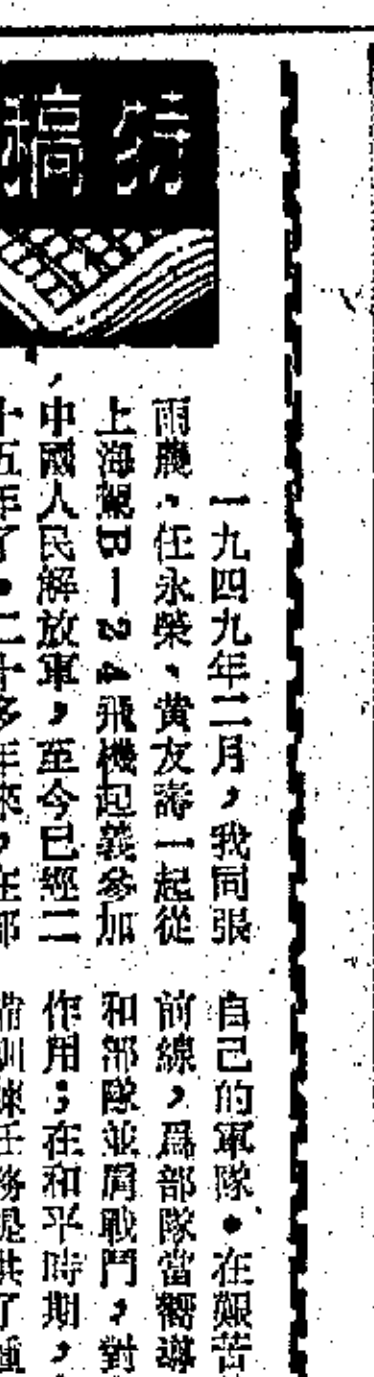 特稿
一九四九年二月，我同張
雨農、任永榮、黄友壽一起從
上海駕B—24飛機起義參加
中國人民解放軍，至今已經二
十五年了。二十多年來，在部
自己的軍隊。在艱苦
前線，爲部隊當嚮導
和部隊並肩戰鬥，對
作用；在和平時期，
備訓練任務提供了